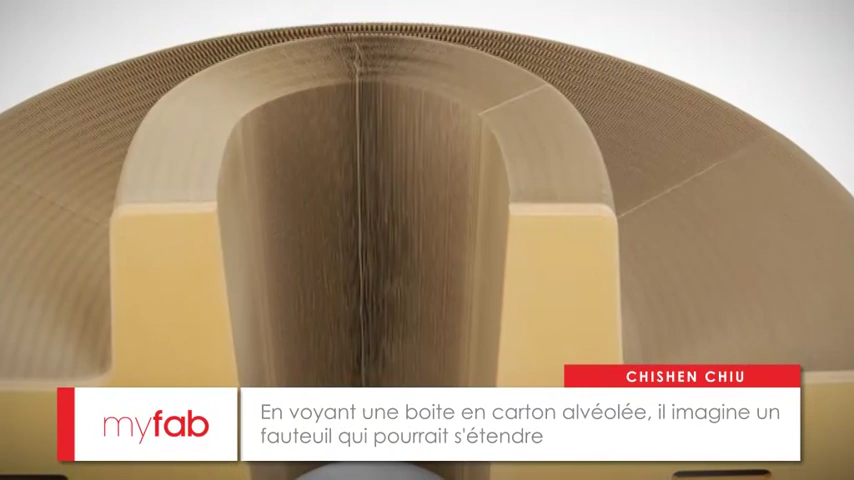 CHISHEN CHIU
myfab
En voyant une boite en carton alvéolée, il imagine un
fauteuil qui pourrait s'étendre